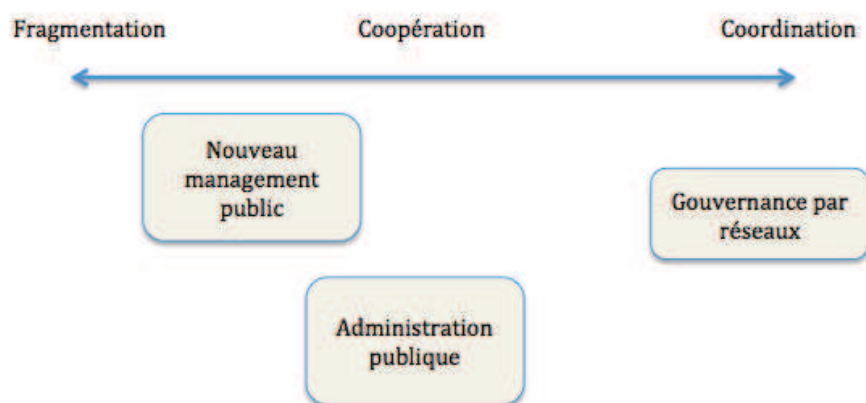 Fragmentation Coopération Coordination
Nouveau
management
public
Gouvernance par
réseaux
Administration
publique